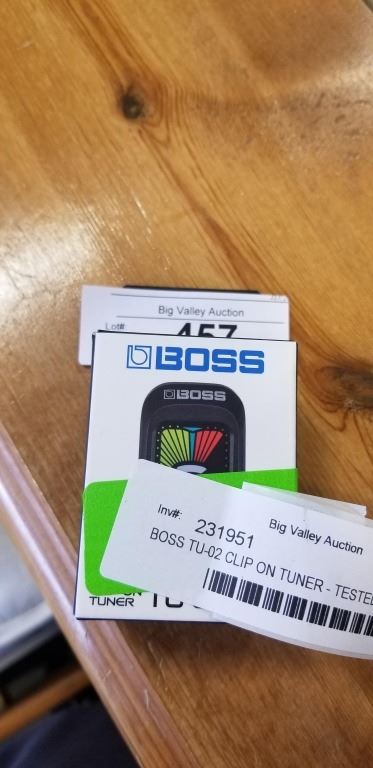 Big Valley Auction
Lot#:
457
BOSS
BOSS
Inv#: 231951 Big Valley Auction
BOSS TU-02 CLIP ON TUNER - TESTED
TUNER